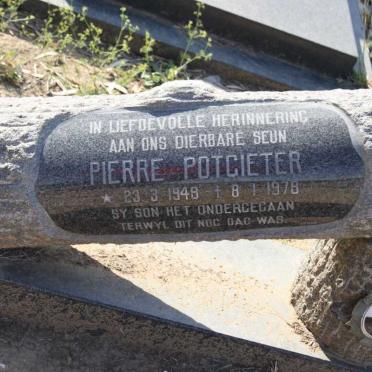 IN LIEFDEVOLLE HERINNERING
AAN ONS DIERBARE SEUN
PIERRE POTGIETER
★ 23·3·1948 – † 8·1·1978
SY SON HET ONDERGEGAAN
TERWYL DIT NOG DAG WAS